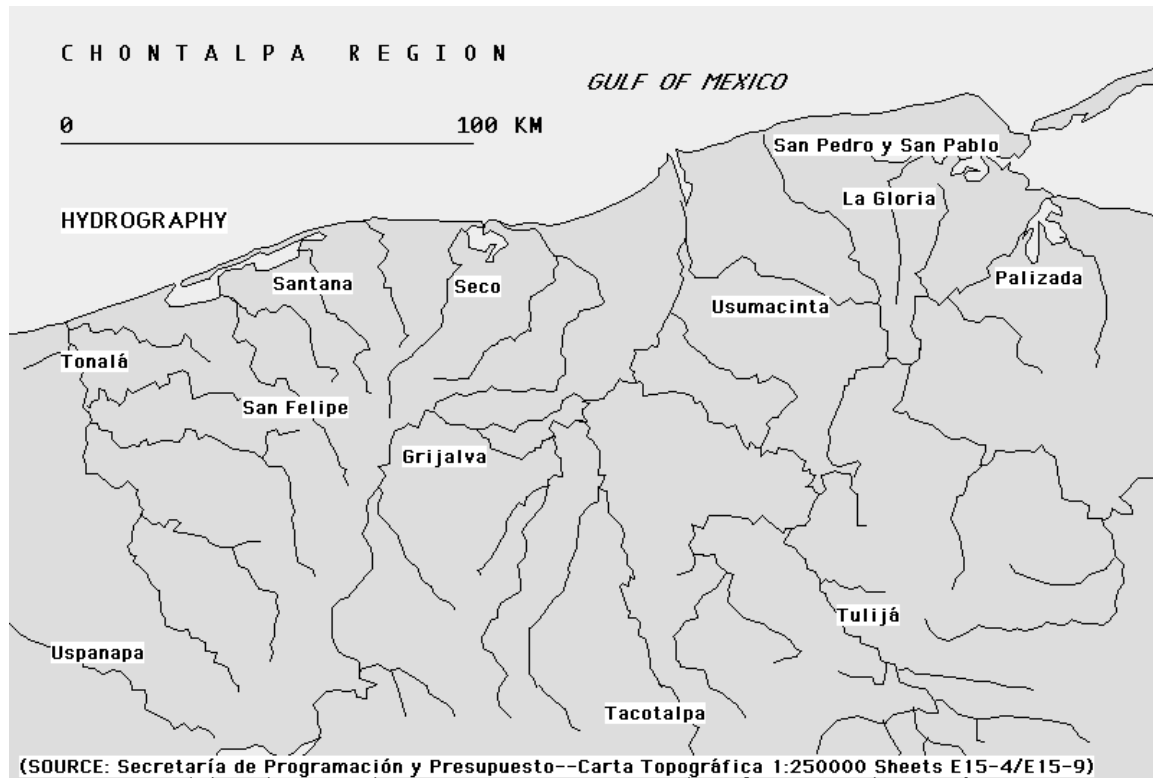 CHONTALPA REGION
GULF OF MEXICO
0 100 KM
San Pedro y San Pablo
La Gloria
HYDROGRAPHY
Santana
Seco
Palizada
Usumacinta
Tonalá
San Felipe
Grijalva
Tulijá
Uspanapa
Tacotalpa
(SOURCE: Secretaría de Programación y Presupuesto--Carta Topográfica 1:250000 Sheets E15-4/E15-9)